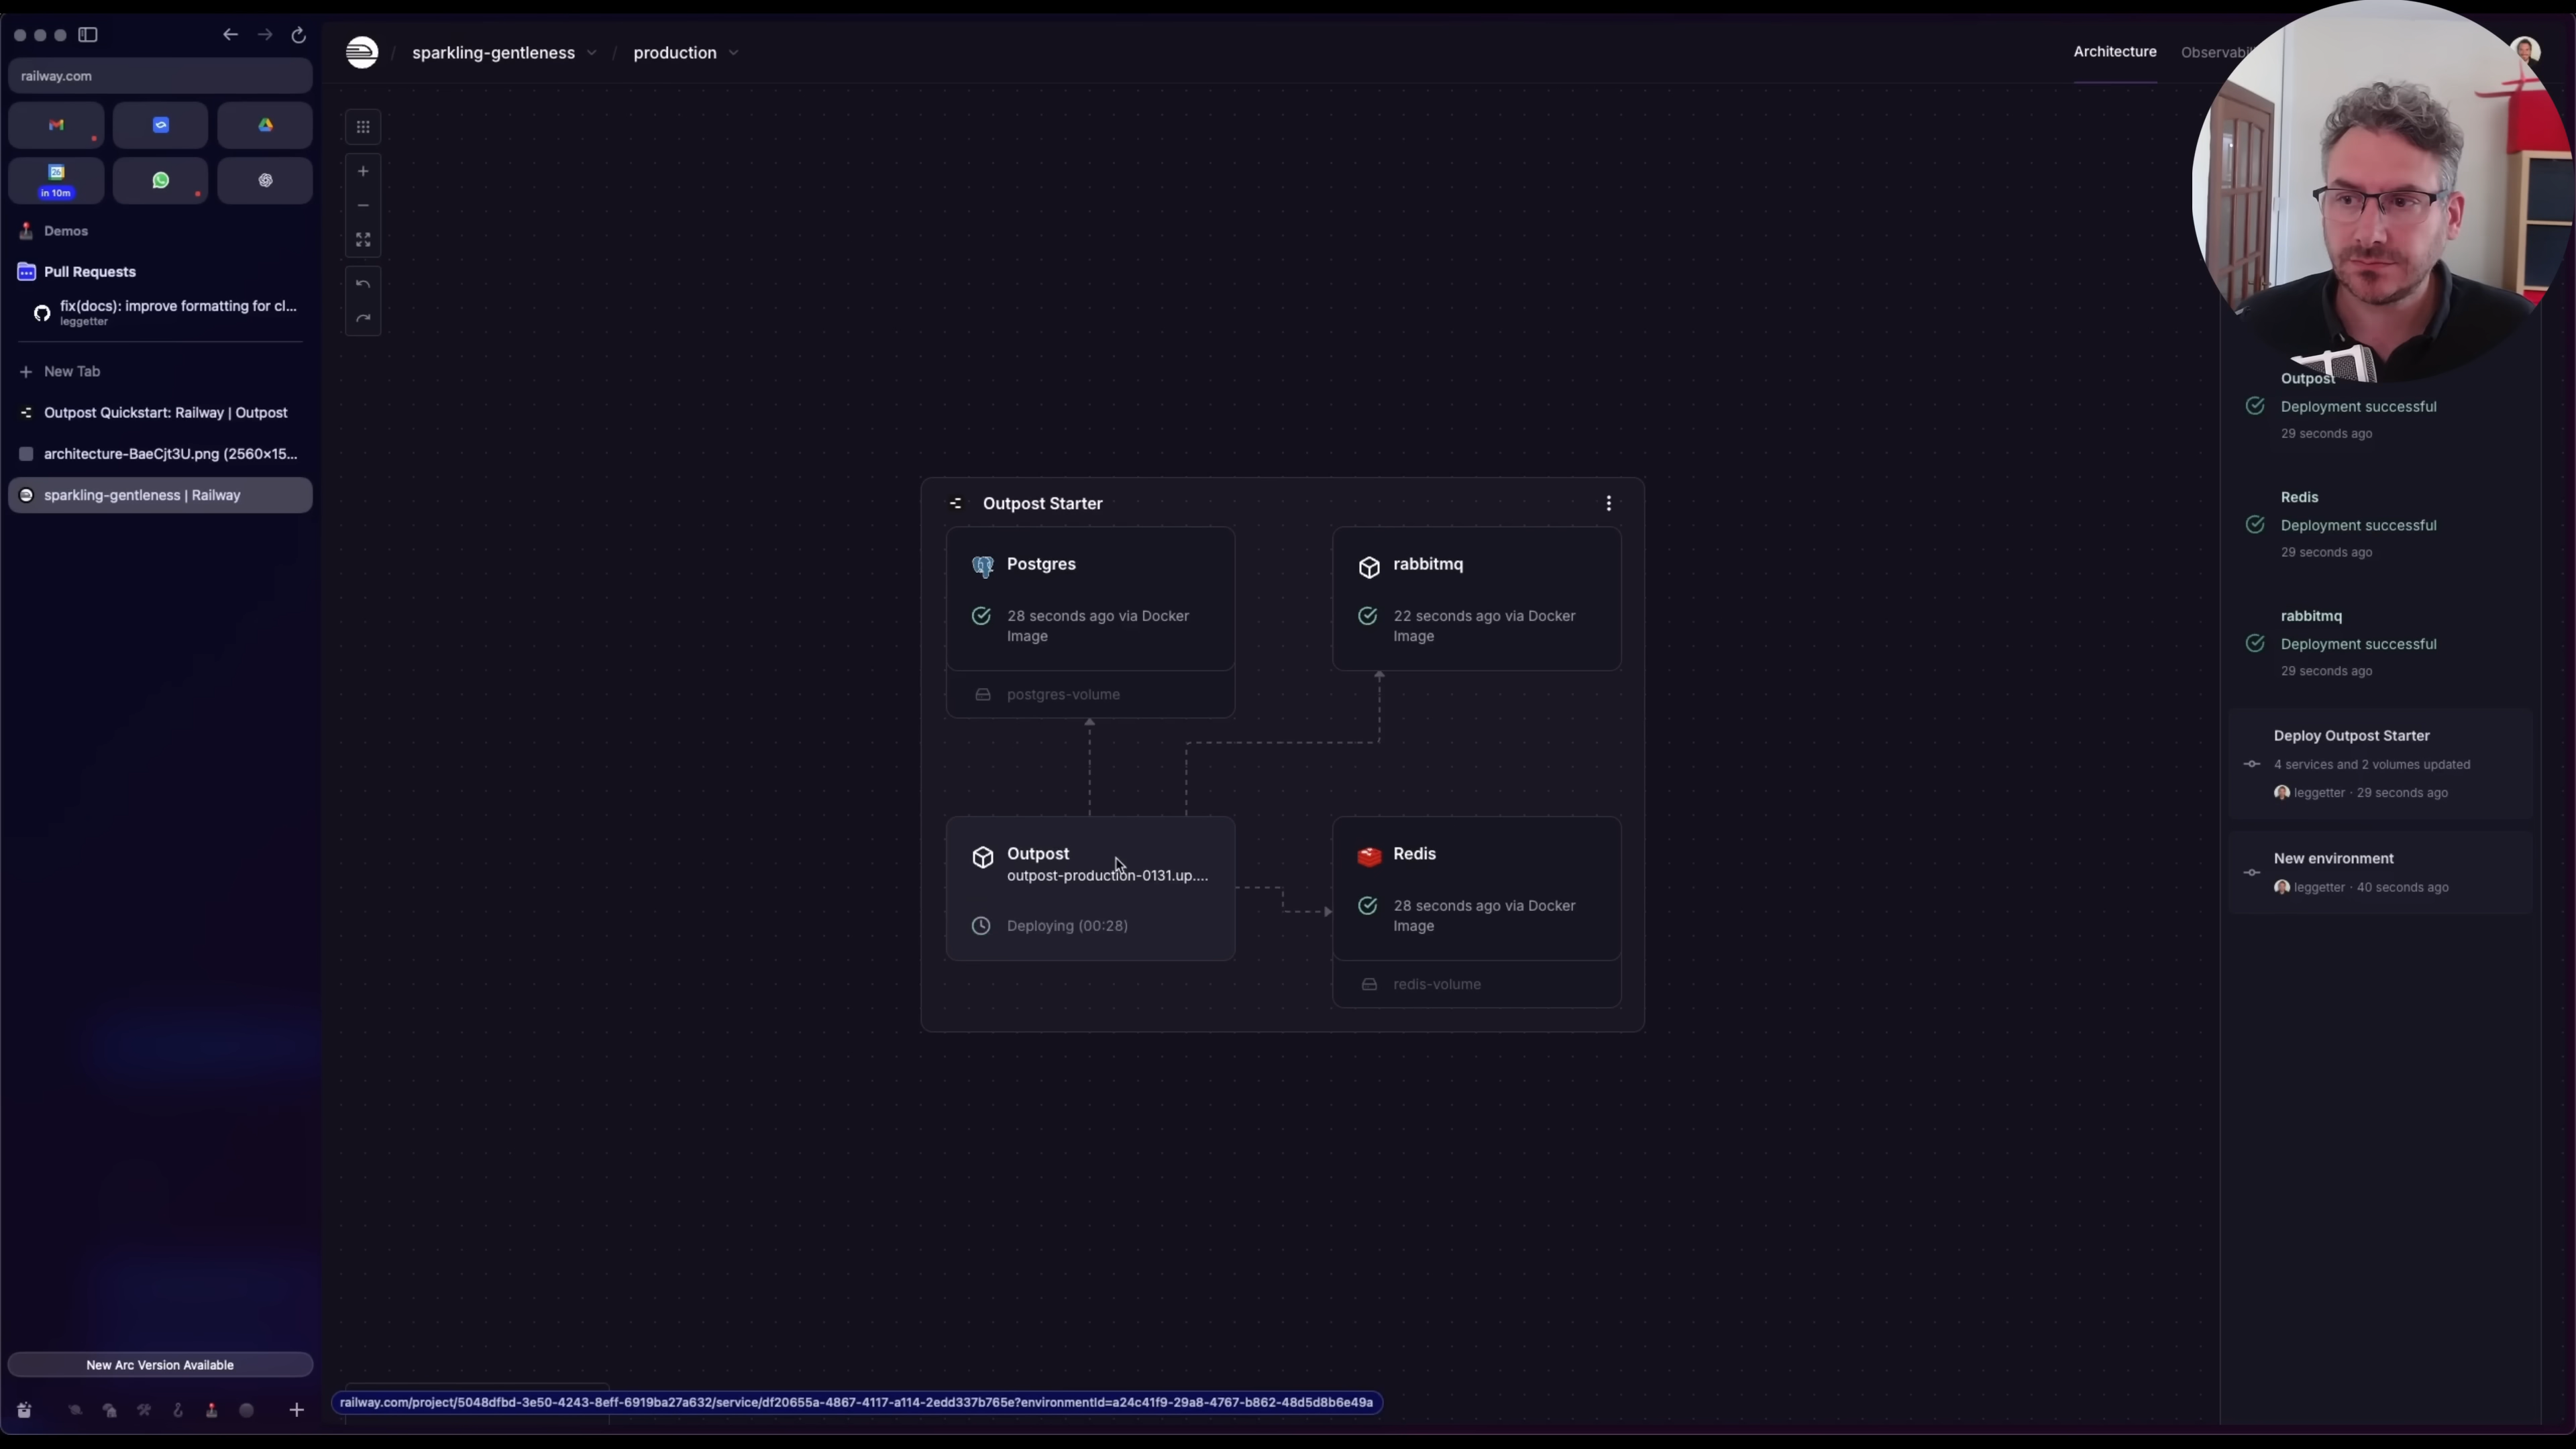 railway.com
26
in 10m
Demos
Pull Requests
fix(docs): improve formatting for cl...
leggetter
New Tab
Outpost Quickstart: Railway | Outpost
architecture-BaeCjt3U.png (2560×15...
sparkling-gentleness | Railway
New Arc Version Available
/ sparkling-gentleness / production
Architecture
Observabi
Outpost Starter
Postgres
28 seconds ago via Docker
Image
postgres-volume
rabbitmq
22 seconds ago via Docker
Image
Outpost
outpost-production-0131.up....
Deploying (00:28)
Redis
28 seconds ago via Docker
Image
redis-volume
Outpost
Deployment successful
29 seconds ago
Redis
Deployment successful
29 seconds ago
rabbitmq
Deployment successful
29 seconds ago
Deploy Outpost Starter
4 services and 2 volumes updated
leggetter · 29 seconds ago
New environment
leggetter · 40 seconds ago
railway.com/project/5048dfbd-3e50-4243-8eff-6919ba27a632/service/df20655a-4867-4117-a114-2edd337b765e?environmentId=a24c41f9-29a8-4767-b862-48d5d8b6e49a